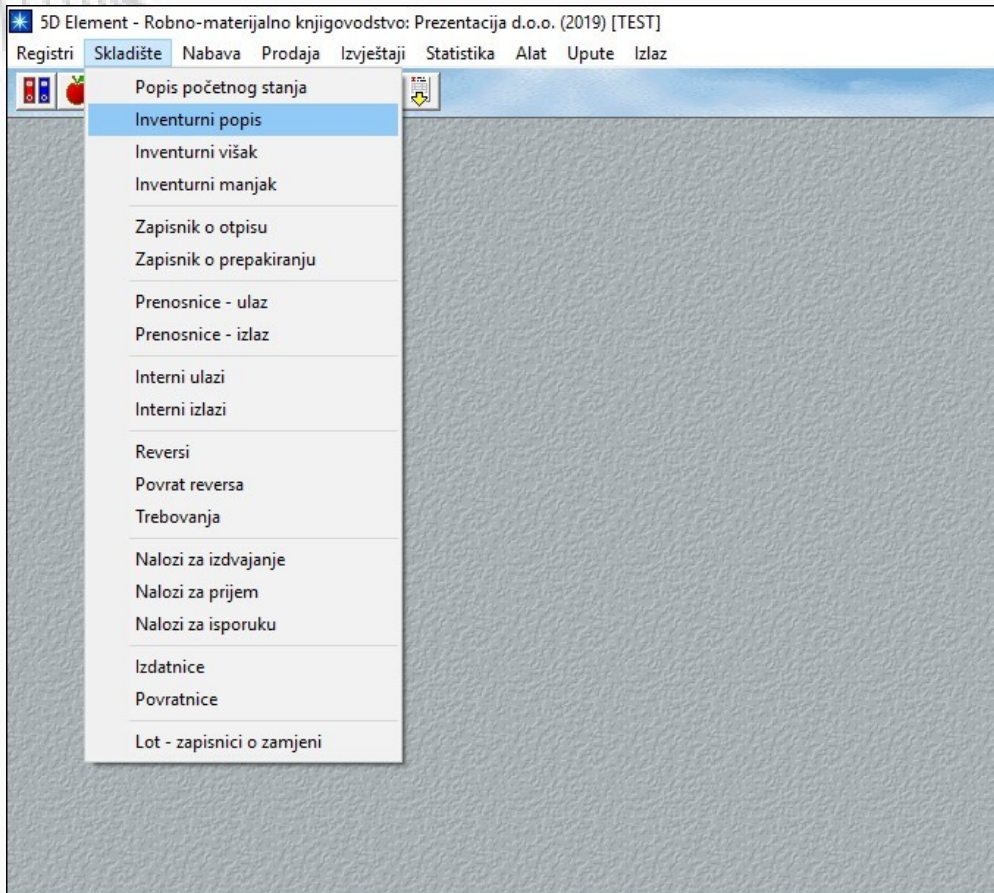 5D Element - Robno-materijalno knjigovodstvo: Prezentacija d.o.o. (2019) [TEST]
Registri Skladište Nabava Prodaja Izvještaji Statistika Alat Upute Izlaz
Popis početnog stanja
Inventurni popis
Inventurni višak
Inventurni manjak
Zapisnik o otpisu
Zapisnik o prepakiranju
Prenosnice - ulaz
Prenosnice - izlaz
Interni ulazi
Interni izlazi
Reversi
Povrat reversa
Trebovanja
Nalozi za izdvajanje
Nalozi za prijem
Nalozi za isporuku
Izdatnice
Povratnice
Lot - zapisnici o zamjeni